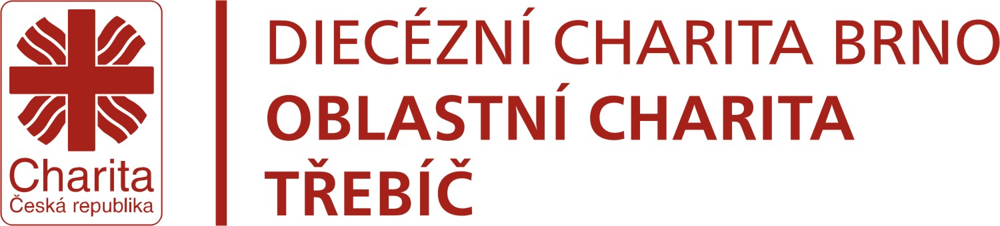 Charita
Česká republika
DIECÉZNÍ CHARITA BRNO
OBLASTNÍ CHARITA
TŘEBÍČ